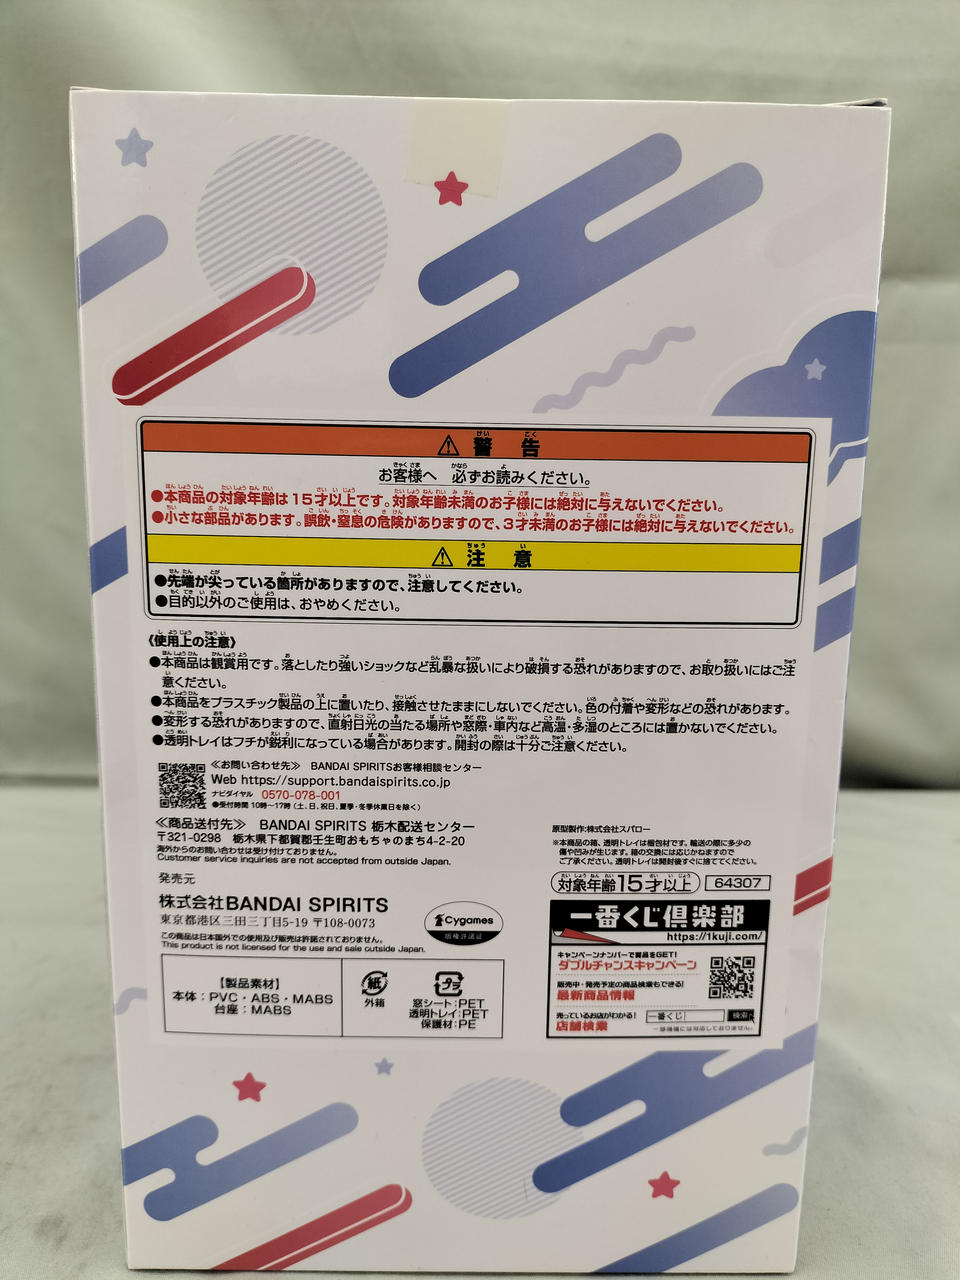 ⚠ 警告
お客様へ 必ずお読みください。
●本商品の対象年齢は15才以上です。対象年齢未満のお子様には絶対に与えないでください。
●小さな部品があります。誤飲・窒息の危険がありますので、3才未満のお子様には絶対に与えないでください。
⚠ 注意
●先端が尖っている箇所がありますので、注意してください。
●目的以外のご使用は、おやめください。
《使用上の注意》
●本商品は観賞用です。落としたり強いショックなど乱暴な扱いにより破損する恐れがありますので、お取り扱いにはご注
意ください。
●本商品をプラスチック製品の上に置いたり、接触させたままにしないでください。色の付着や変形などの恐れがあります。
●変形する恐れがありますので、直射日光の当たる場所や窓際・車内など高温・多湿のところには置かないでください。
●透明トレイはフチが鋭利になっている場合があります。開封の際は十分ご注意ください。
≪お問い合わせ先≫ BANDAI SPIRITSお客様相談センター
Web https://support.bandaispirits.co.jp
ナビダイヤル 0570-078-001
●受付時間 10時～17時(土、日、祝日、夏季・冬季休業日を除く)
≪商品送付先≫ BANDAI SPIRITS 栃木配送センター
〒321-0298 栃木県下都賀郡壬生町おもちゃのまち4-2-20
海外からのお問い合わせは受け付けておりません。
Customer service inquiries are not accepted from outside Japan.
発売元
株式会社BANDAI SPIRITS
東京都港区三田三丁目5-19 〒108-0073
この商品は日本国外での使用及び販売は許諾されておりません。
This product is not licensed for the use and sale outside Japan.
Cygames
版権許諾証
【製品素材】
本体：PVC・ABS・MABS
台座：MABS
紙
外箱
プラ
窓シート：PET
透明トレイ：PET
保護材：PE
原型製作：株式会社スパロー
※本商品の箱、透明トレイは梱包材です。輸送の際に多少の
傷や凹みが生じます。箱の交換には応じかねますので
ご了承ください。透明トレイは開封後すぐに捨ててください。
対象年齢15才以上
64307
一番くじ倶楽部
https://1kuji.com/
キャンペーンナンバーで賞品をGET!
ダブルチャンスキャンペーン
販売中・発売予定の商品検索もできる!
最新商品情報
売っているお店がわかる!
店舗検索
一番くじ
検索